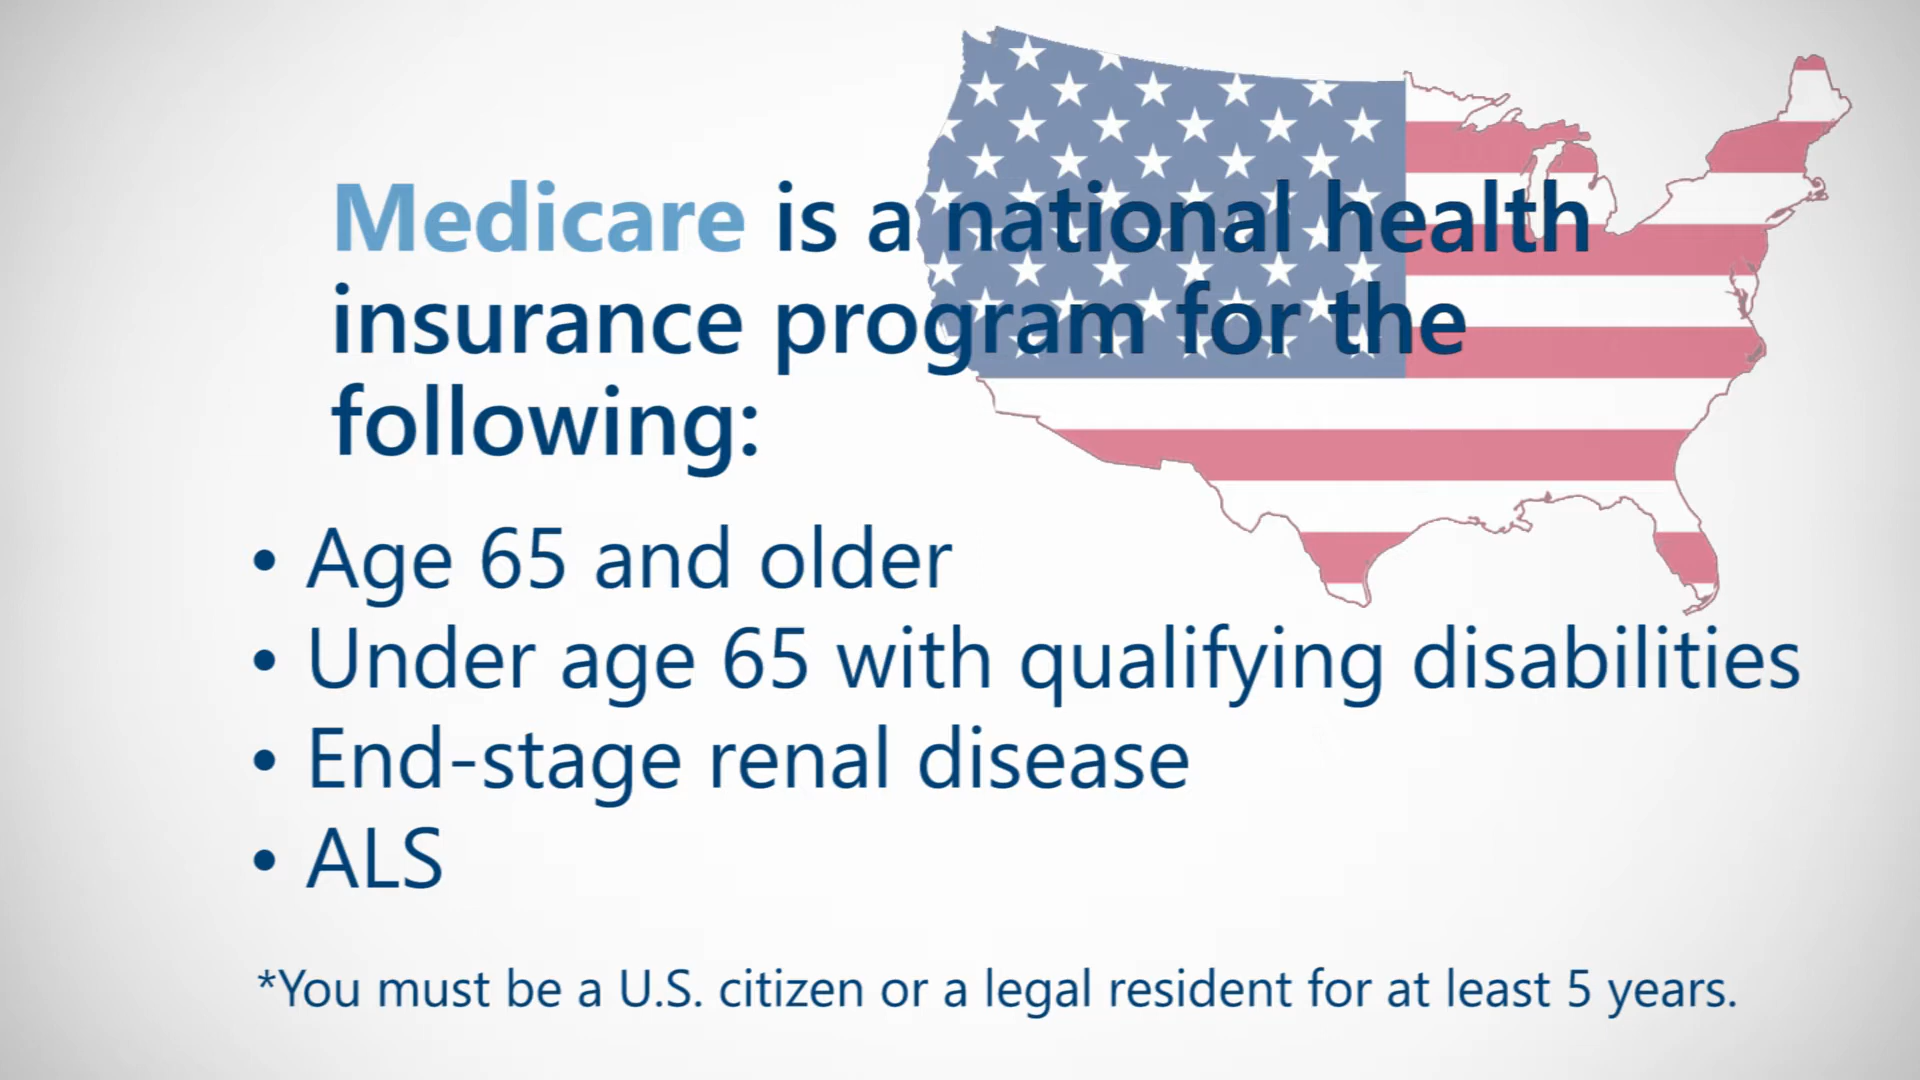 Medicare is a national health
insurance program for the
following:
• Age 65 and older
• Under age 65 with qualifying disabilities
• End-stage renal disease
• ALS
*You must be a U.S. citizen or a legal resident for at least 5 years.